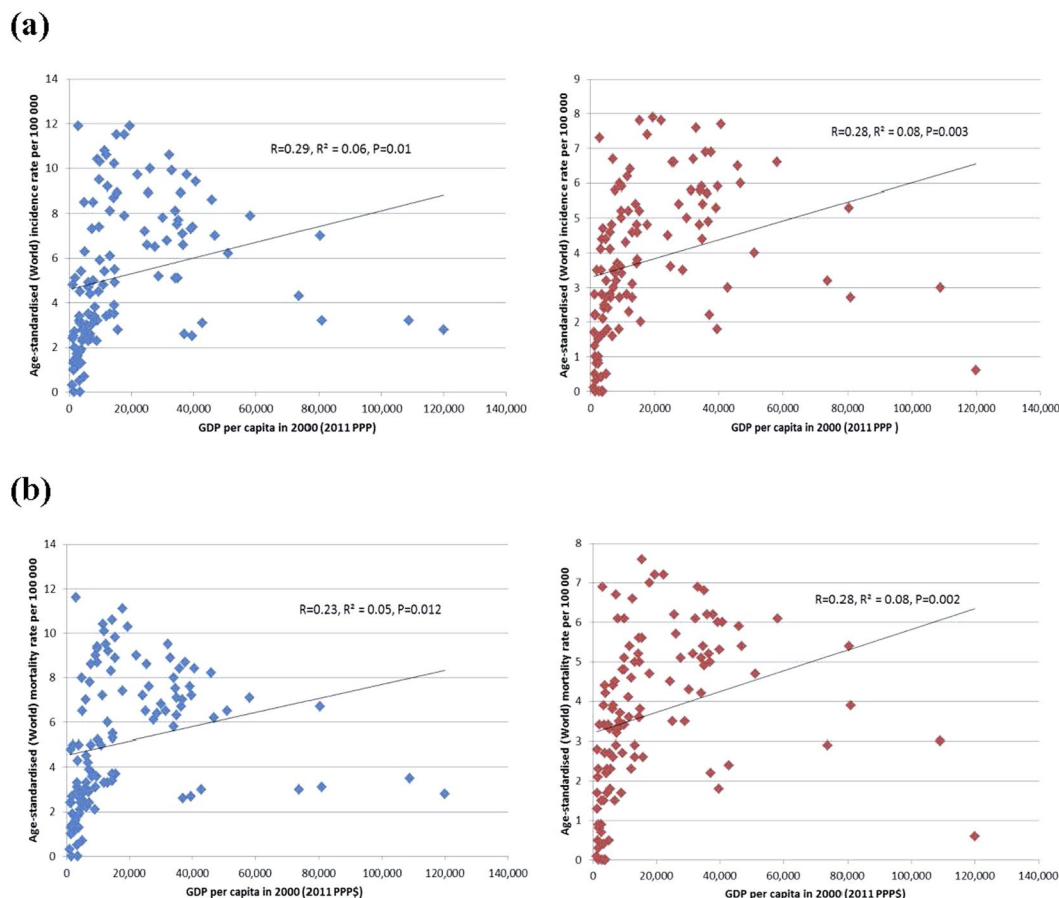 (a)
14
12
10
8
6
4
2
0
Age-standardised (World) incidence rate per 100 000
R=0.29, R² = 0.06, P=0.01
0 20,000 40,000 60,000 80,000 100,000 120,000 140,000
GDP per capita in 2000 (2011 PPP)
9
8
7
6
5
4
3
2
1
0
Age-standardised (World) incidence rate per 100 000
R=0.28, R² = 0.08, P=0.003
0 20,000 40,000 60,000 80,000 100,000 120,000 140,000
GDP per capita in 2000 (2011 PPP )
(b)
14
12
10
8
6
4
2
0
Age-standardised (World) mortality rate per 100 000
R=0.23, R² = 0.05, P=0.012
0 20,000 40,000 60,000 80,000 100,000 120,000 140,000
GDP per capita in 2000 (2011 PPP$)
8
7
6
5
4
3
2
1
0
Age-standardised (World) mortality rate per 100 000
R=0.28, R² = 0.08, P=0.002
0 20,000 40,000 60,000 80,000 100,000 120,000 140,000
GDP per capita in 2000 (2011 PPP$)